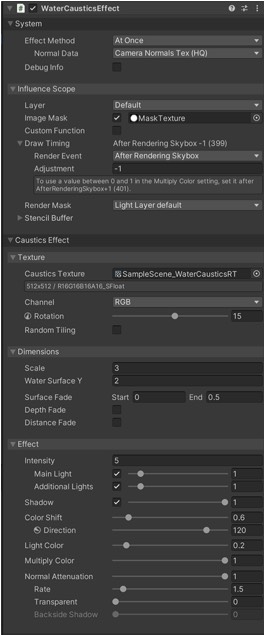 WaterCausticsEffect
System
Effect Method At Once
Normal Data Camera Normals Tex (HQ)
Debug Info
Influence Scope
Layer Default
Image Mask MaskTexture
Custom Function
Draw Timing After Rendering Skybox -1 (399)
Render Event After Rendering Skybox
Adjustment -1
To use a value between 0 and 1 in the Multiply Color setting, set it after
AfterRenderingSkybox+1 (401).
Render Mask Light Layer default
Stencil Buffer
Caustics Effect
Texture
Caustics Texture SampleScene_WaterCausticsRT
512x512 / R16G16B16A16_SFloat
Channel RGB
Rotation 15
Random Tiling
Dimensions
Scale 3
Water Surface Y 2
Surface Fade Start 0 End 0.5
Depth Fade
Distance Fade
Effect
Intensity 5
Main Light 1
Additional Lights 1
Shadow 1
Color Shift 0.6
Direction 120
Light Color 0.2
Multiply Color 1
Normal Attenuation 1
Rate 1.5
Transparent 0
Backside Shadow 0